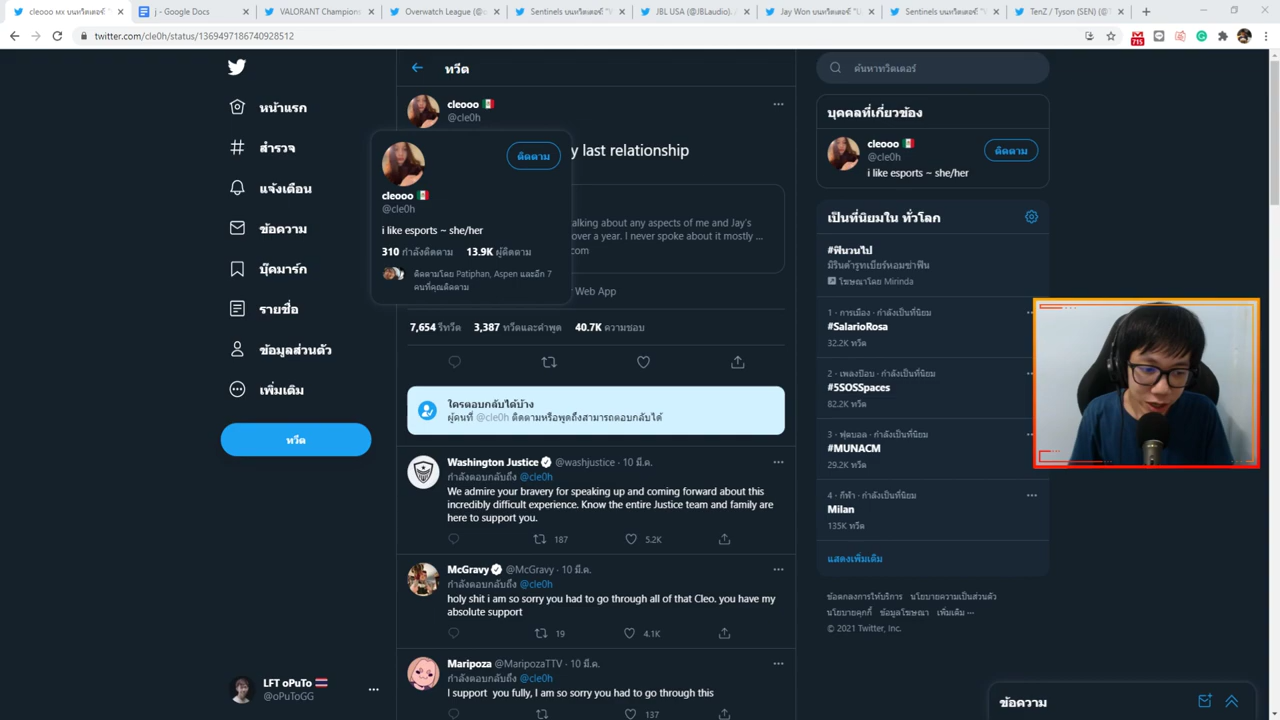 cleooo мx บนทวิตเตอร์: "
j - Google Docs
VALORANT Champion
Overwatch League (@o
Sentinels บนทวิตเตอร์: "
JBL USA (@JBLaudio).
Jay Won บนทวิตเตอร์: "
Sentinels บนทวิตเตอร์: "
TenZ / Tyson (SEN) (@T
twitter.com/cle0h/status/1369497186740928512
715
หน้าแรก
สำรวจ
แจ้งเตือน
ข้อความ
บุ๊คมาร์ก
รายชื่อ
ข้อมูลส่วนตัว
เพิ่มเติม
ทวีต
LFT oPuTo
@oPuToGG
ทวีต
cleooo
@cle0h
y last relationship
talking about any aspects of me and Jay's
over a year. I never spoke about it mostly ...
com
Web App
cleooo
@cle0h
ติดตาม
i like esports ~ she/her
310 กำลังติดตาม 13.9K ผู้ติดตาม
ติดตามโดย Patiphan, Aspen และอีก 7
คนที่คุณติดตาม
7,654 รีทวีต 3,387 ทวีตและคำพูด 40.7K ความชอบ
ใครตอบกลับได้บ้าง
ผู้คนที่ @cle0h ติดตามหรือพูดถึงสามารถตอบกลับได้
Washington Justice @washjustice · 10 มี.ค.
กำลังตอบกลับถึง @cle0h
We admire your bravery for speaking up and coming forward about this
incredibly difficult experience. Know the entire Justice team and family are
here to support you.
187 5.2K
McGravy @McGravy · 10 มี.ค.
กำลังตอบกลับถึง @cle0h
holy shit i am so sorry you had to go through all of that Cleo. you have my
absolute support
19 4.1K
Maripoza @MaripozaTTV · 10 มี.ค.
กำลังตอบกลับถึง @cle0h
I support you fully, I am so sorry you had to go through this
137
ค้นหาทวิตเตอร์
บุคคลที่เกี่ยวข้อง
cleooo
@cle0h
ติดตาม
i like esports ~ she/her
เป็นที่นิยมใน ทั่วโลก
#ฟินวนไป
มิรินด้ารูทเบียร์หอมซ่าฟิน
โฆษณาโดย Mirinda
1 · การเมือง · กำลังเป็นที่นิยม
#SalarioRosa
32.2K ทวีต
2 · เพลงป๊อบ · กำลังเป็นที่นิยม
#5SOSSpaces
82.2K ทวีต
3 · ฟุตบอล · กำลังเป็นที่นิยม
#MUNACM
29.2K ทวีต
4 · กีฬา · กำลังเป็นที่นิยม
Milan
135K ทวีต
แสดงเพิ่มเติม
ข้อตกลงการให้บริการ นโยบายความเป็นส่วนตัว
นโยบายคุกกี้ ข้อมูลโฆษณา เพิ่มเติม ···
© 2021 Twitter, Inc.
ข้อความ